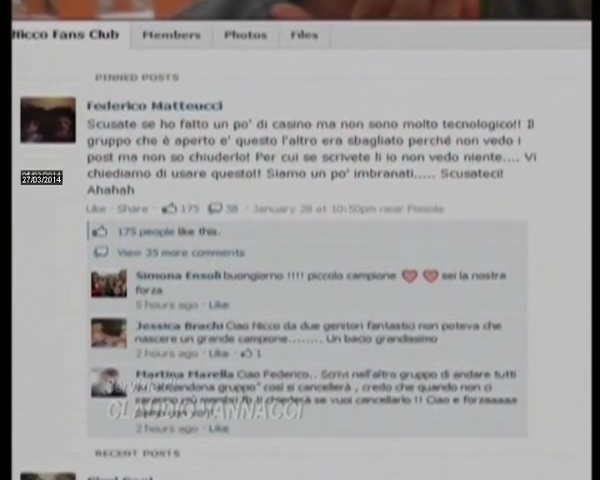 Nicco Fans Club Members Photos Files
PINNED POSTS
Federico Matteucci
Scusate se ho fatto un po' di casino ma non sono molto tecnologico!! Il
gruppo che è aperto e' questo l'altro era sbagliato perché non vedo i
post ma non so chiuderlo! Per cui se scrivete lì io non vedo niente.... Vi
chiediamo di usare questo!! Siamo un po' imbranati..... Scusateci!
Ahahah
27/03/2014
Like · Share · 175 38 · January 28 at 10:50pm near Fiesole
175 people like this.
View 35 more comments
Simona Ensoli buongiorno !!!! piccolo campione ❤ ❤ sei la nostra
forza
5 hours ago · Like
Jessica Brachi Ciao Nicco da due genitori fantastici non poteva che
nascere un grande campione........ Un bacio grandissimo
2 hours ago · Like · 1
Martina Marella Ciao Federico.. Scrivi nell'altro gruppo di andare tutti
"abbandona gruppo" così si cancellerà , credo che quando non ci
se vuoi cancellarlo !! Ciao e forzaaaaa
CLAUDIO VANNACCI
2 hours ago · Like
RECENT POSTS